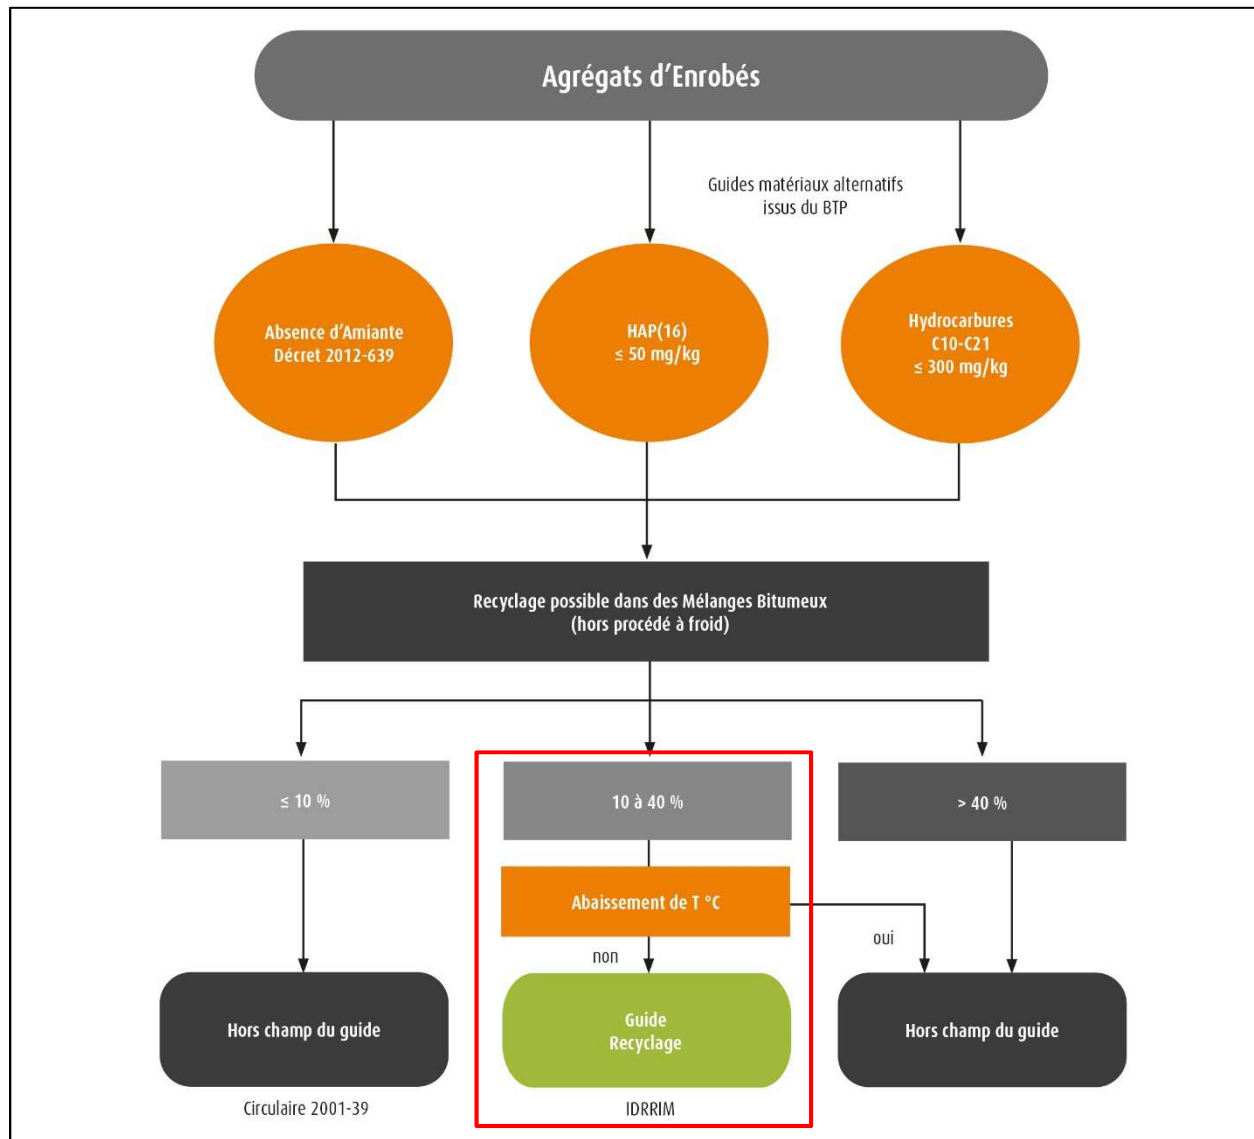 Agrégats d'Enrobés
Guides matériaux alternatifs
issus du BTP
Absence d'Amiante
Décret 2012-639
HAP(16)
≤ 50 mg/kg
Hydrocarbures
C10-C21
≤ 300 mg/kg
Recyclage possible dans des Mélanges Bitumeux
(hors procédé à froid)
≤ 10 %
10 à 40 %
> 40 %
Abaissement de T °C
oui
non
Hors champ du guide
Guide
Recyclage
Hors champ du guide
Circulaire 2001-39
IDRRIM